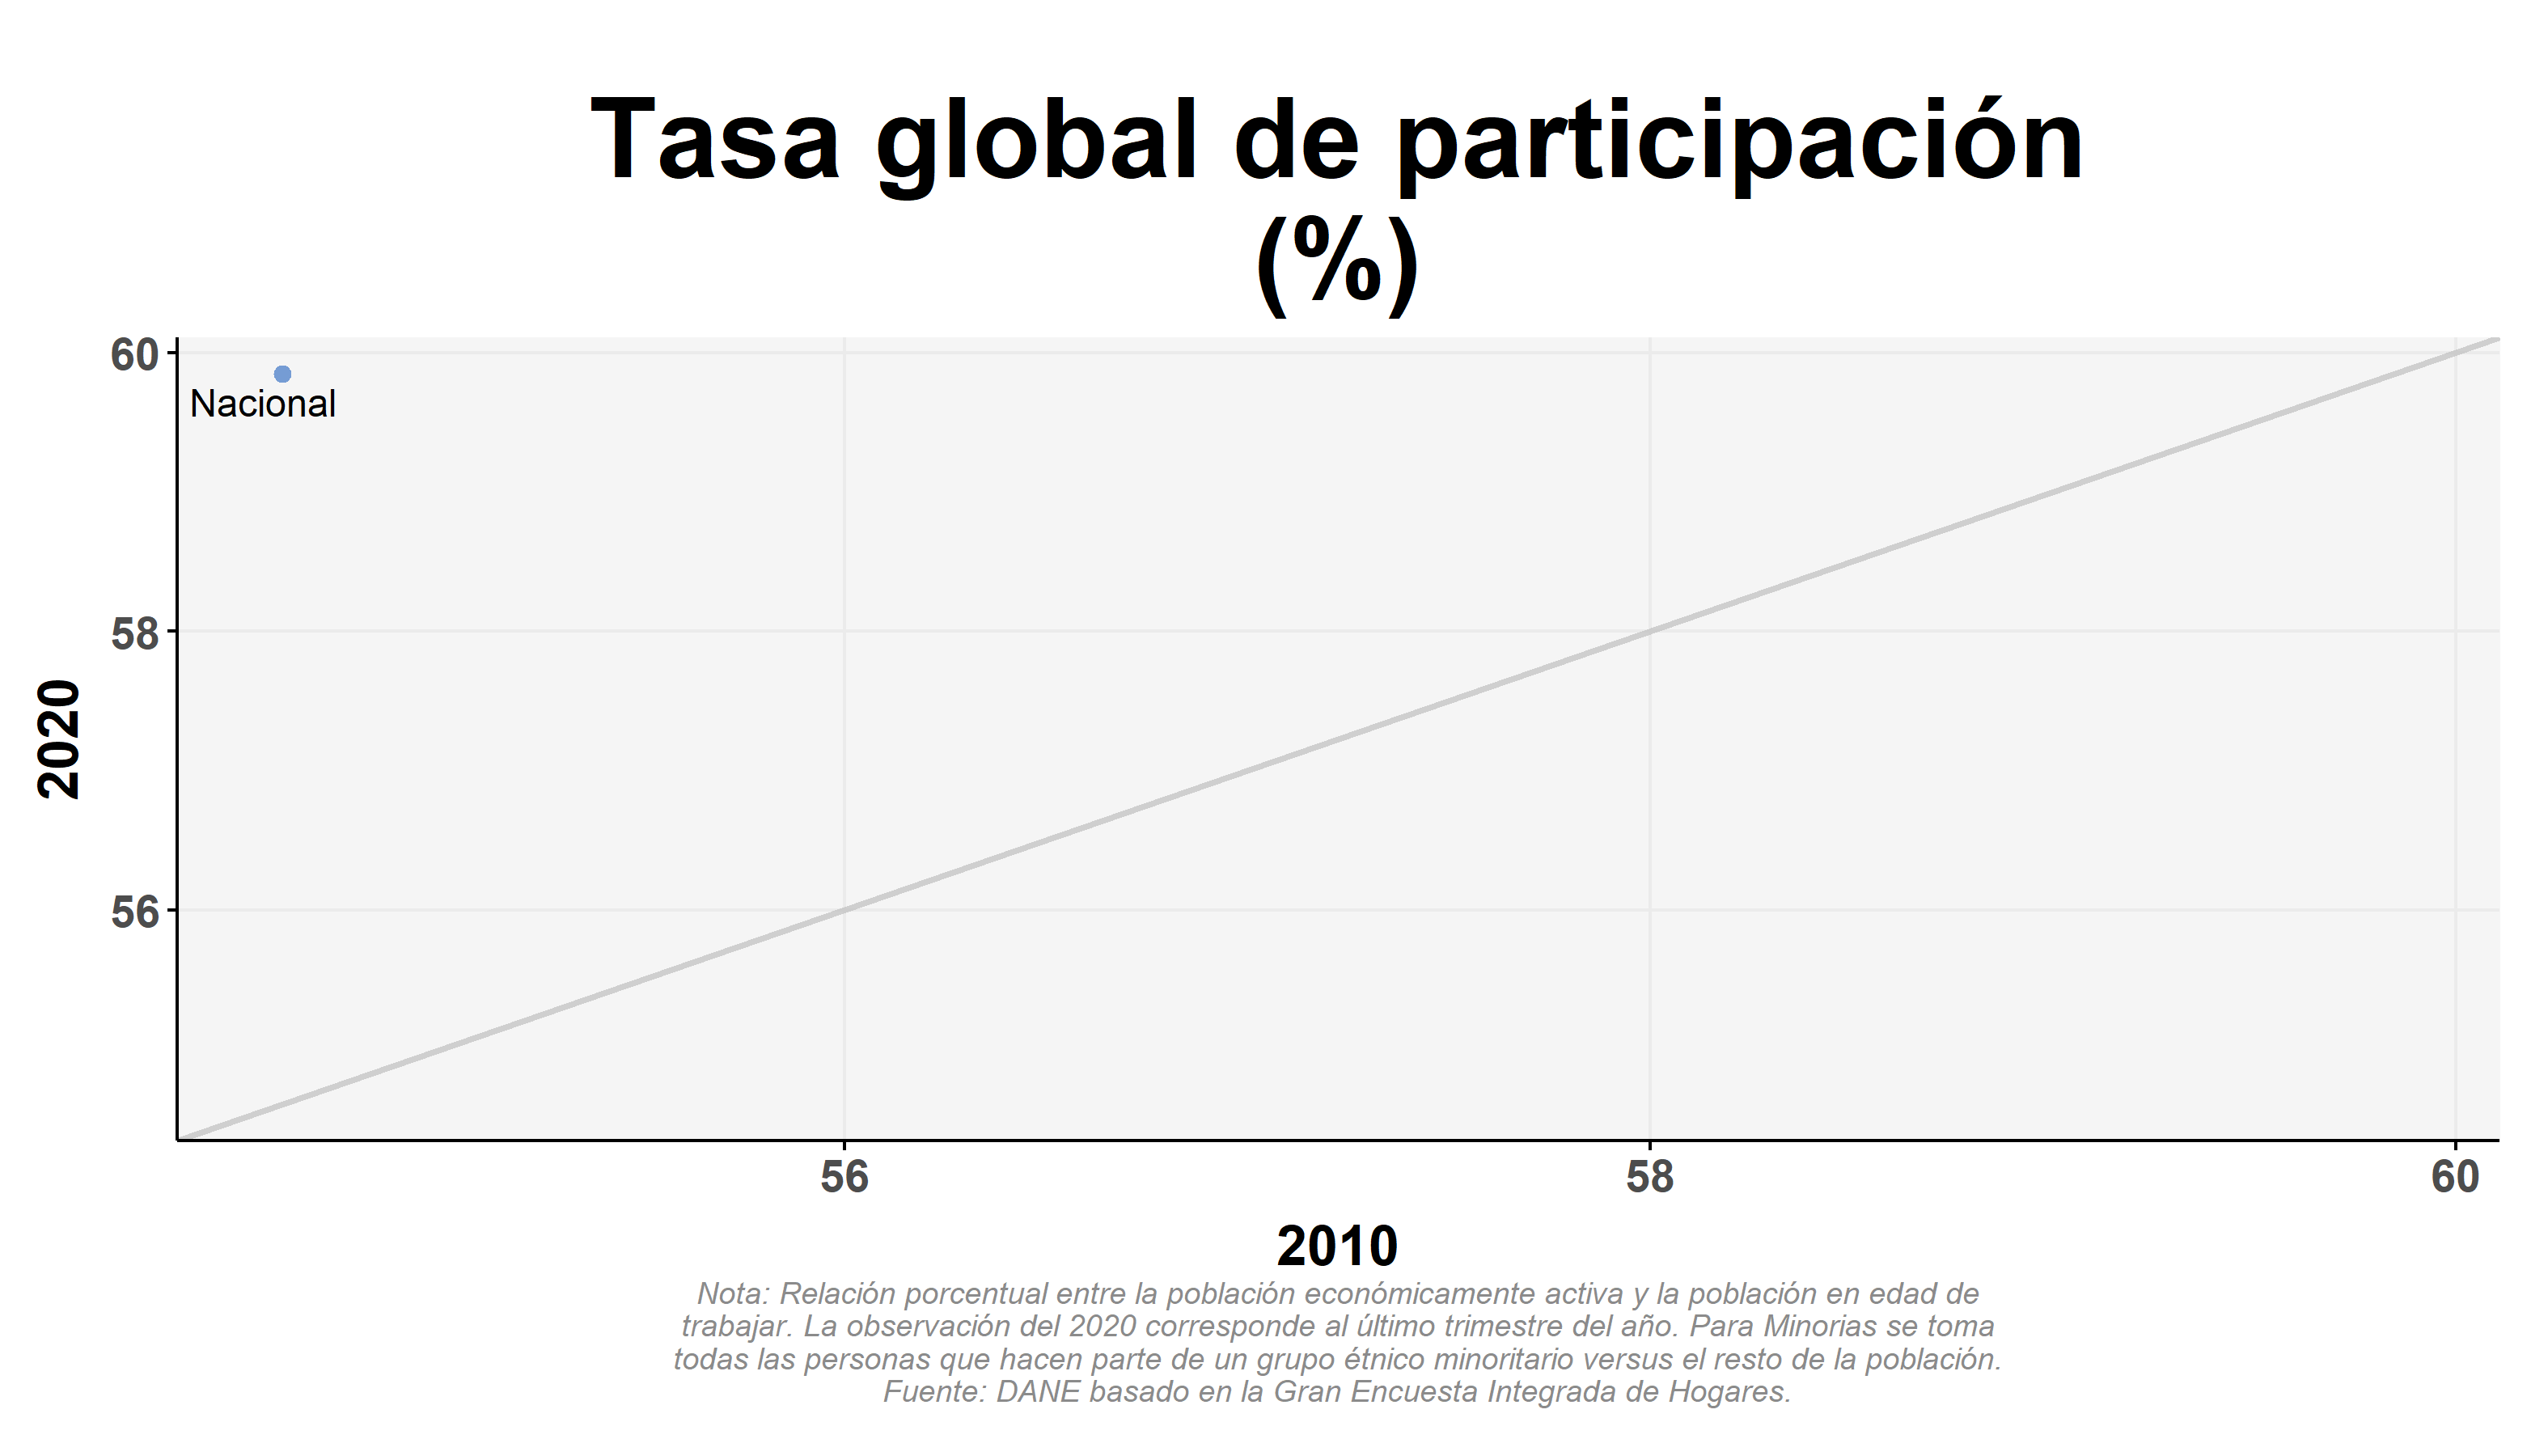 Tasa global de participación
(%)
60
Nacional
58
56
2020
56
58
60
2010
Nota: Relación porcentual entre la población económicamente activa y la población en edad de
trabajar. La observación del 2020 corresponde al último trimestre del año. Para Minorias se toma
todas las personas que hacen parte de un grupo étnico minoritario versus el resto de la población.
Fuente: DANE basado en la Gran Encuesta Integrada de Hogares.